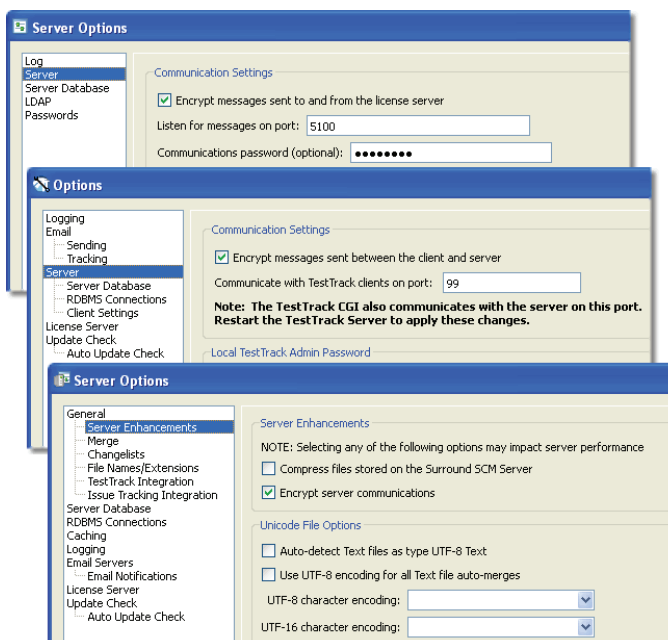 Server Options
Log
Server
Server Database
LDAP
Passwords
Communication Settings
Encrypt messages sent to and from the license server
Listen for messages on port: 5100
Communications password (optional): ●●●●●●●●
Options
Logging
Email
Sending
Tracking
Server
Server Database
RDBMS Connections
Client Settings
License Server
Update Check
Auto Update Check
Communication Settings
Encrypt messages sent between the client and server
Communicate with TestTrack clients on port: 99
Note: The TestTrack CGI also communicates with the server on this port.
Restart the TestTrack Server to apply these changes.
Local TestTrack Admin Password
Server Options
General
Server Enhancements
Merge
Changelists
File Names/Extensions
TestTrack Integration
Issue Tracking Integration
Server Database
RDBMS Connections
Caching
Logging
Email Servers
Email Notifications
License Server
Update Check
Auto Update Check
Server Enhancements
NOTE: Selecting any of the following options may impact server performance
Compress files stored on the Surround SCM Server
Encrypt server communications
Unicode File Options
Auto-detect Text files as type UTF-8 Text
Use UTF-8 encoding for all Text file auto-merges
UTF-8 character encoding:
UTF-16 character encoding: